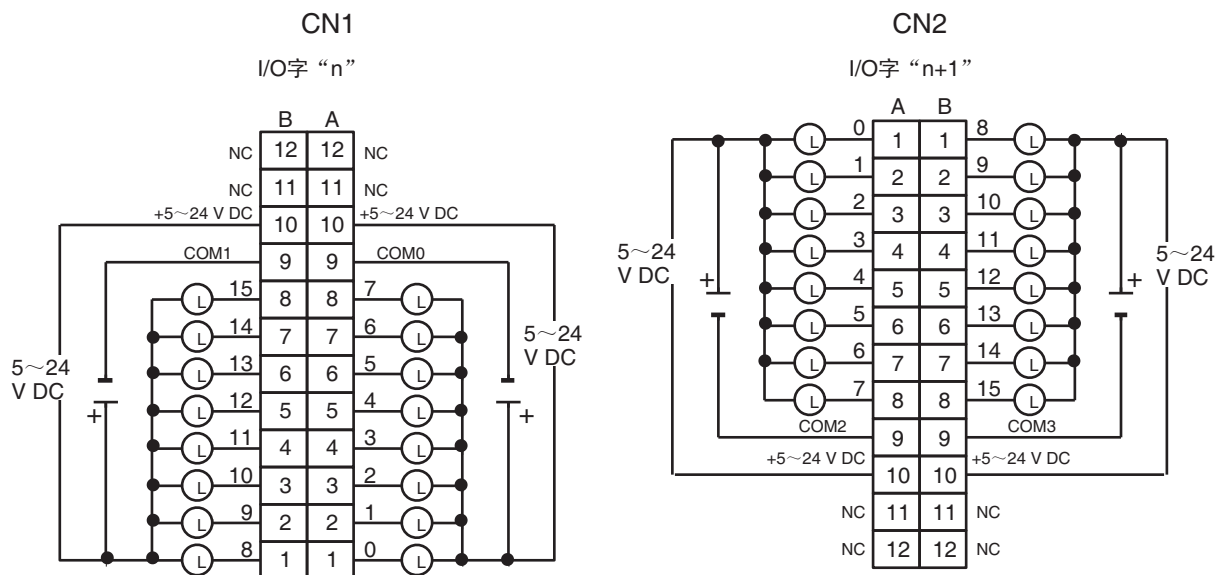 CN1
I/O字“n”
B A
NC 12 12 NC
NC 11 11 NC
+5～24 V DC 10 10 +5～24 V DC
COM1 9 9 COM0
L 15 8 8 7 L
L 14 7 7 6 L
L 13 6 6 5 L
L 12 5 5 4 L
L 11 4 4 3 L
L 10 3 3 2 L
L 9 2 2 1 L
L 8 1 1 0 L
5～24
V DC
+
5～24
V DC
+
CN2
I/O字“n+1”
A B
L 0 1 1 8 L
L 1 2 2 9 L
L 2 3 3 10 L
L 3 4 4 11 L
L 4 5 5 12 L
L 5 6 6 13 L
L 6 7 7 14 L
L 7 8 8 15 L
COM2 9 9 COM3
+5～24 V DC 10 10 +5～24 V DC
NC 11 11 NC
NC 12 12 NC
5～24
V DC
+
5～24
V DC
+